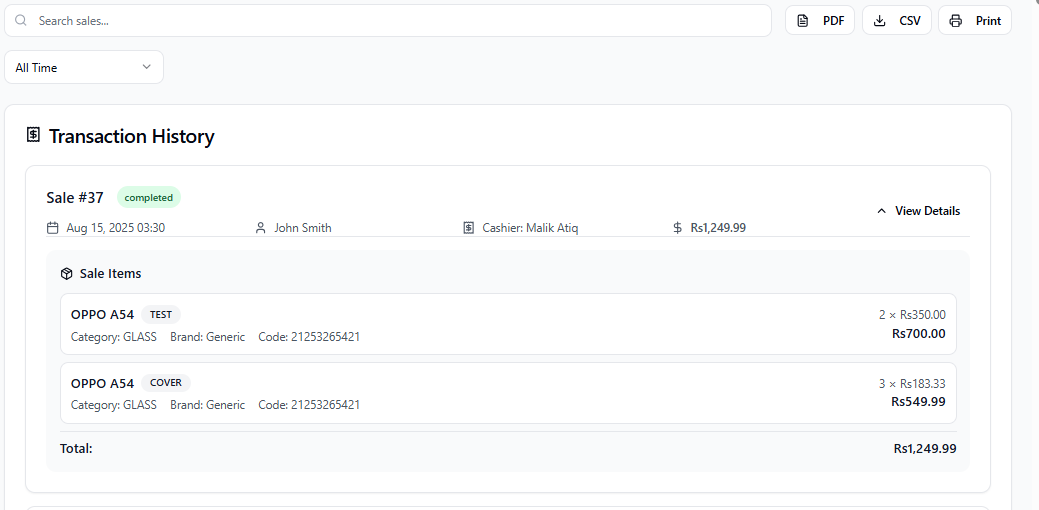 Search sales...
PDF
CSV
Print
All Time
Transaction History
Sale #37 completed
View Details
Aug 15, 2025 03:30 John Smith Cashier: Malik Atiq Rs1,249.99
Sale Items
OPPO A54 TEST 2 × Rs350.00
Category: GLASS Brand: Generic Code: 21253265421 Rs700.00
OPPO A54 COVER 3 × Rs183.33
Category: GLASS Brand: Generic Code: 21253265421 Rs549.99
Total: Rs1,249.99